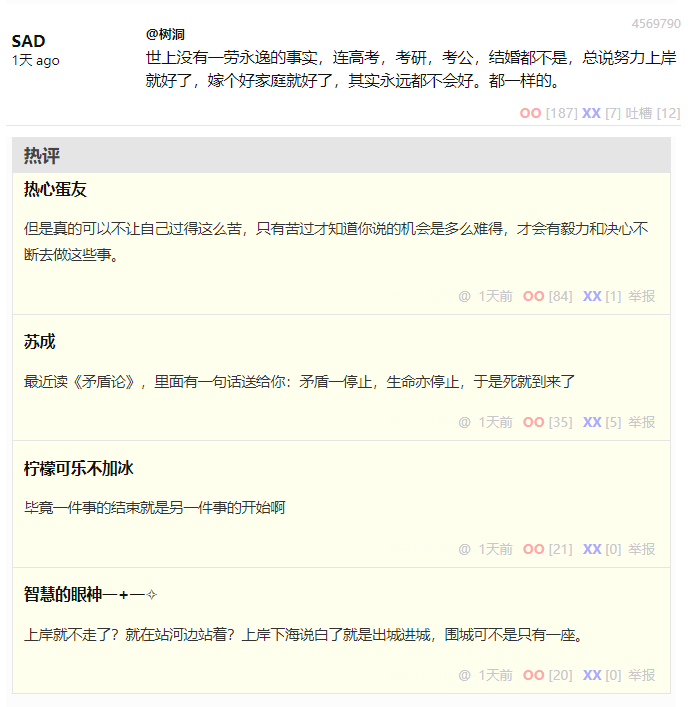 4569790
SAD
1天 ago
@树洞
世上没有一劳永逸的事实，连高考，考研，考公，结婚都不是，总说努力上岸
就好了，嫁个好家庭就好了，其实永远都不会好。都一样的。
OO [187] XX [7] 吐槽 [12]
热评
热心蛋友
但是真的可以不让自己过得这么苦，只有苦过才知道你说的机会是多么难得，才会有毅力和决心不
断去做这些事。
@ 1天前 OO [84] XX [1] 举报
苏成
最近读《矛盾论》，里面有一句话送给你：矛盾一停止，生命亦停止，于是死就到来了
@ 1天前 OO [35] XX [5] 举报
柠檬可乐不加冰
毕竟一件事的结束就是另一件事的开始啊
@ 1天前 OO [21] XX [0] 举报
智慧的眼神一+一✧
上岸就不走了？就在站河边站着？上岸下海说白了就是出城进城，围城可不是只有一座。
@ 1天前 OO [20] XX [0] 举报